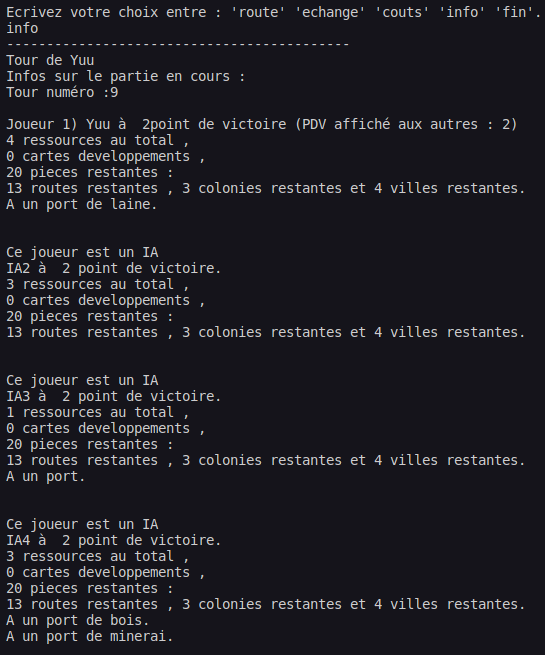 Ecrivez votre choix entre : 'route' 'echange' 'couts' 'info' 'fin'.
info
-------------------------------------------
Tour de Yuu
Infos sur le partie en cours :
Tour numéro :9
Joueur 1) Yuu à  2point de victoire (PDV affiché aux autres : 2)
4 ressources au total ,
0 cartes developpements ,
20 pieces restantes :
13 routes restantes , 3 colonies restantes et 4 villes restantes.
A un port de laine.
Ce joueur est un IA
IA2 à  2 point de victoire.
3 ressources au total ,
0 cartes developpements ,
20 pieces restantes :
13 routes restantes , 3 colonies restantes et 4 villes restantes.
Ce joueur est un IA
IA3 à  2 point de victoire.
1 ressources au total ,
0 cartes developpements ,
20 pieces restantes :
13 routes restantes , 3 colonies restantes et 4 villes restantes.
A un port.
Ce joueur est un IA
IA4 à  2 point de victoire.
3 ressources au total ,
0 cartes developpements ,
20 pieces restantes :
13 routes restantes , 3 colonies restantes et 4 villes restantes.
A un port de bois.
A un port de minerai.